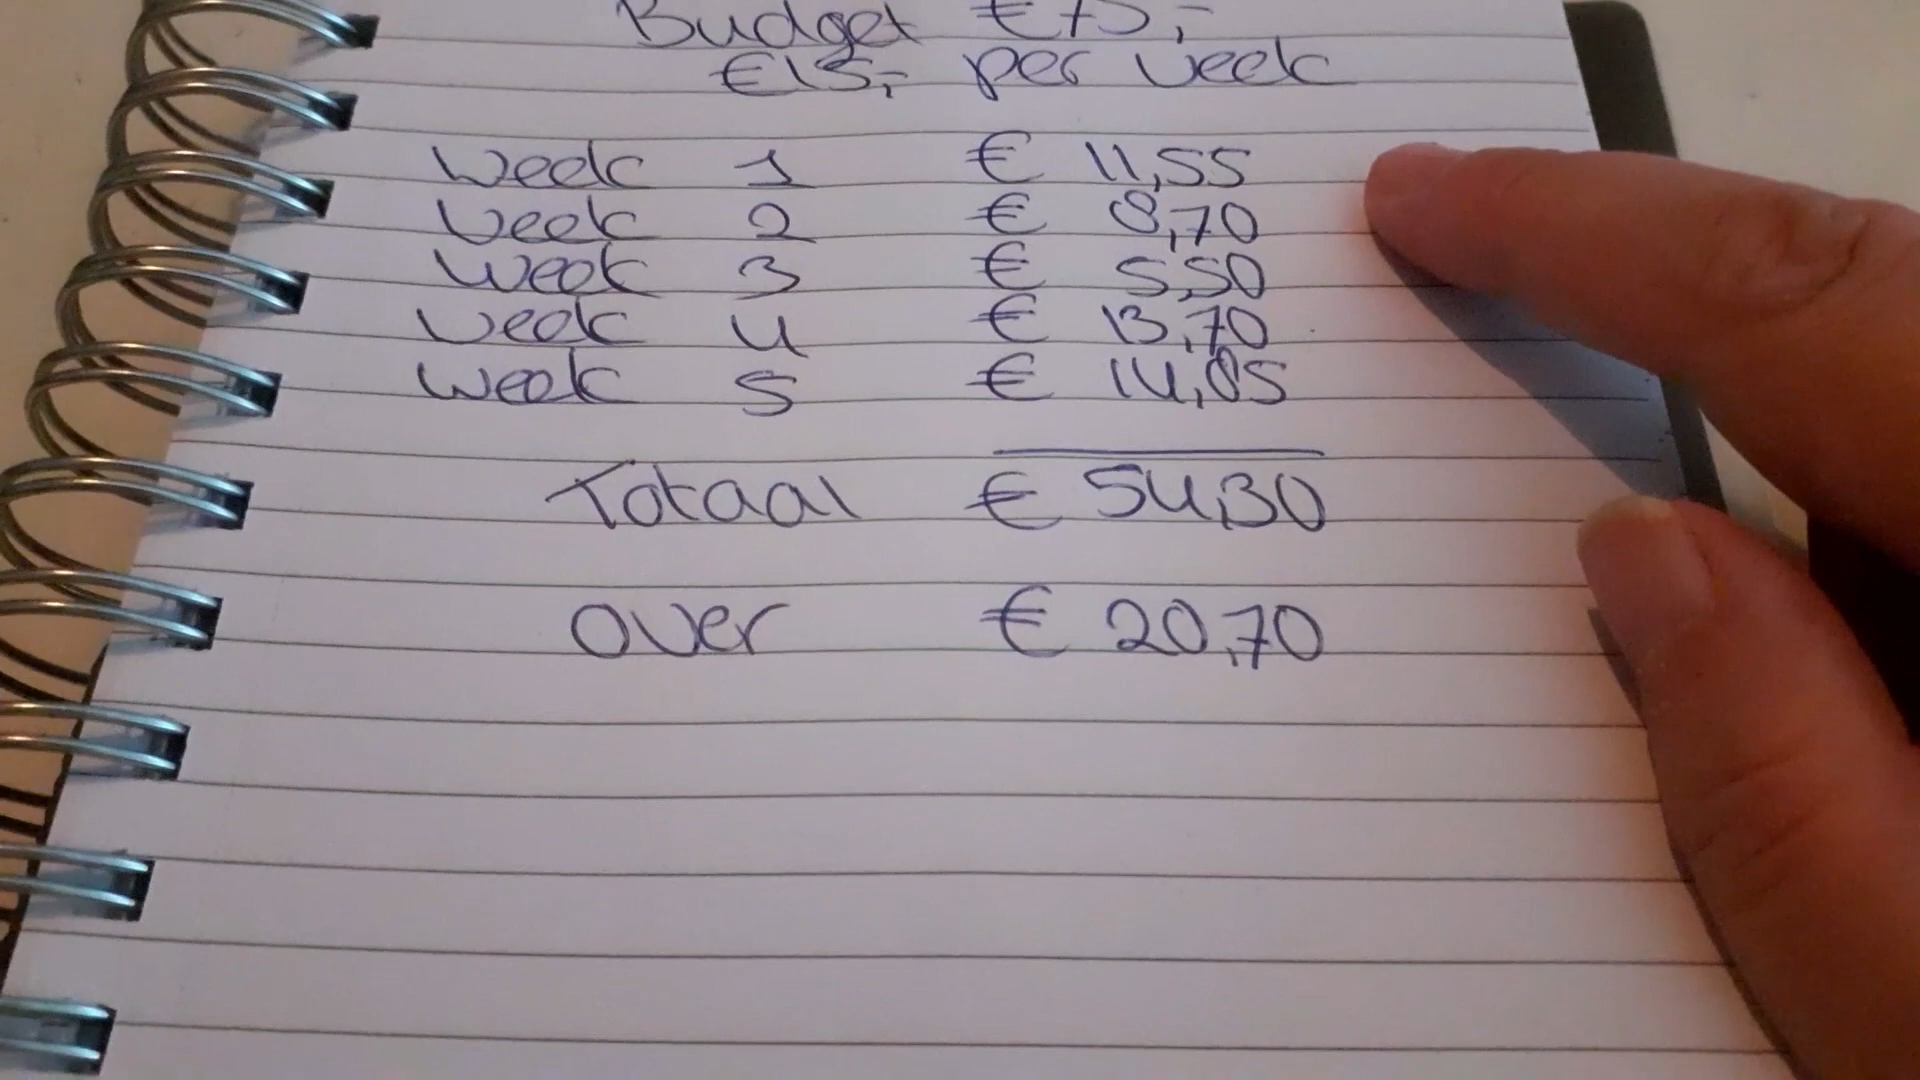 Budget €75,-
€15,- per week
Week 1 € 11,55
Week 2 € 8,70
Week 3 € 5,50
Week 4 € 13,70
Week 5 € 14,85
Totaal € 54,30
Over € 20,70